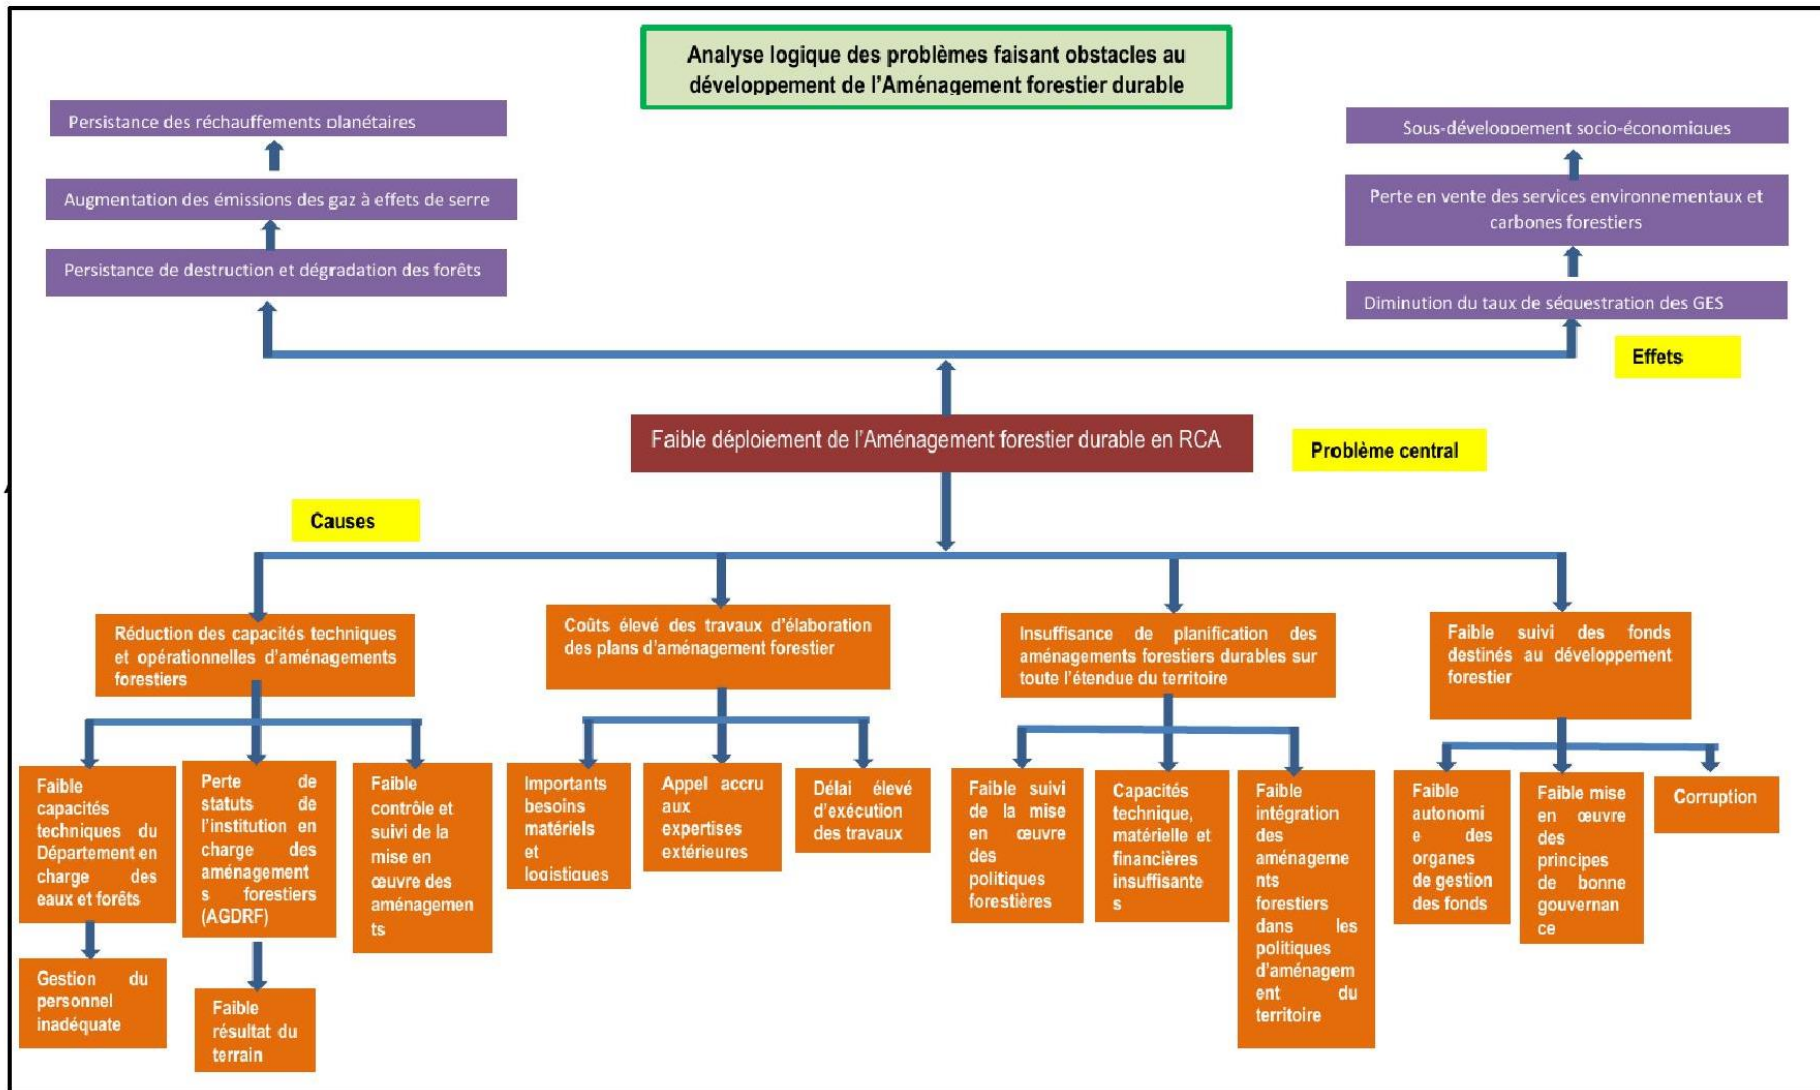 Analyse logique des problèmes faisant obstacles au
développement de l'Aménagement forestier durable
Persistance des réchauffements planétaires
Augmentation des émissions des gaz à effets de serre
Persistance de destruction et dégradation des forêts
Sous-développement socio-économiques
Perte en vente des services environnementaux et
carbones forestiers
Diminution du taux de séquestration des GES
Effets
Faible déploiement de l'Aménagement forestier durable en RCA
Problème central
Causes
Réduction des capacités techniques
et opérationnelles d'aménagements
forestiers
Coûts élevé des travaux d'élaboration
des plans d'aménagement forestier
Insuffisance de planification des
aménagements forestiers durables sur
toute l'étendue du territoire
Faible suivi des fonds
destinés au développement
forestier
Faible
capacités
techniques du
Département en
charge des
eaux et forêts
Perte de
statuts de
l'institution en
charge des
aménagement
s forestiers
(AGDRF)
Faible
contrôle et
suivi de la
mise en
œuvre des
aménagemen
ts
Importants
besoins
matériels
et
logistiques
Appel accru
aux
expertises
extérieures
Délai élevé
d'exécution
des travaux
Faible suivi
de la mise
en œuvre
des
politiques
forestières
Capacités
technique,
matérielle et
financières
insuffisante
s
Faible
intégration
des
aménageme
nts
forestiers
dans les
politiques
d'aménagem
ent du
territoire
Faible
autonomi
e des
organes
de gestion
des fonds
Faible mise
en œuvre
des
principes
de bonne
gouvernan
ce
Corruption
Gestion du
personnel
inadéquate
Faible
résultat du
terrain